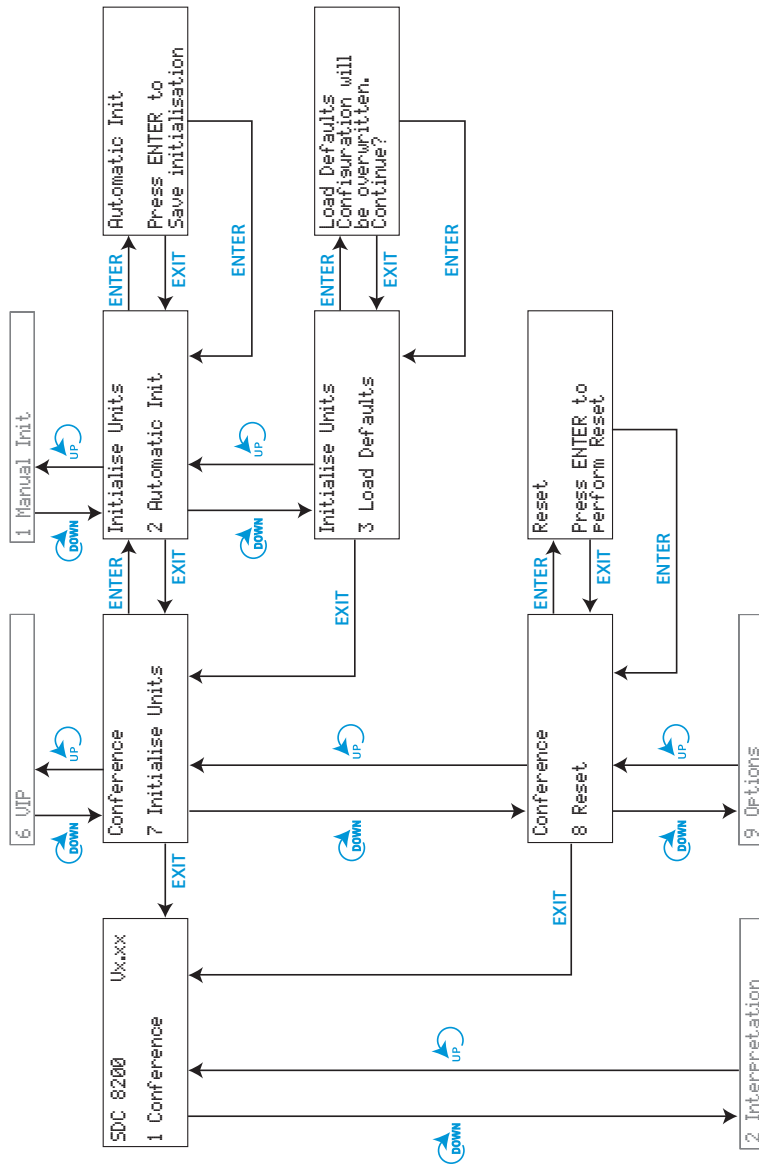 6 VIP
1 Manual Init
DOWN
UP
DOWN
UP
SDC 8200 Vx.xx
1 Conference
EXIT
Conference
7 Initialise Units
ENTER
EXIT
Initialise Units
2 Automatic Init
ENTER
EXIT
Automatic Init
Press ENTER to
Save initialisation
ENTER
DOWN
UP
DOWN
UP
EXIT
Initialise Units
3 Load Defaults
ENTER
EXIT
Load Defaults
Configuration will
be overwritten.
Continue?
ENTER
DOWN
UP
EXIT
Conference
8 Reset
ENTER
EXIT
Reset
Press ENTER to
Perform Reset
ENTER
DOWN
UP
2 Interpretation
9 Options